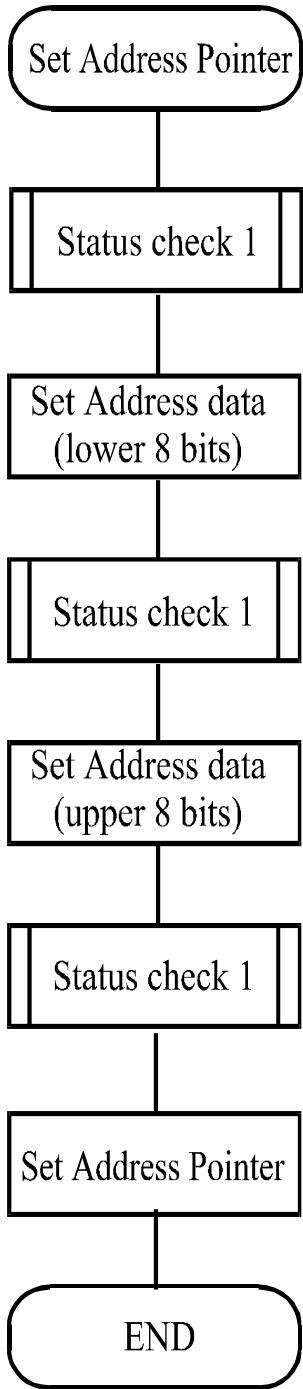 Set Address Pointer
Status check 1
Set Address data
(lower 8 bits)
Status check 1
Set Address data
(upper 8 bits)
Status check 1
Set Address Pointer
END